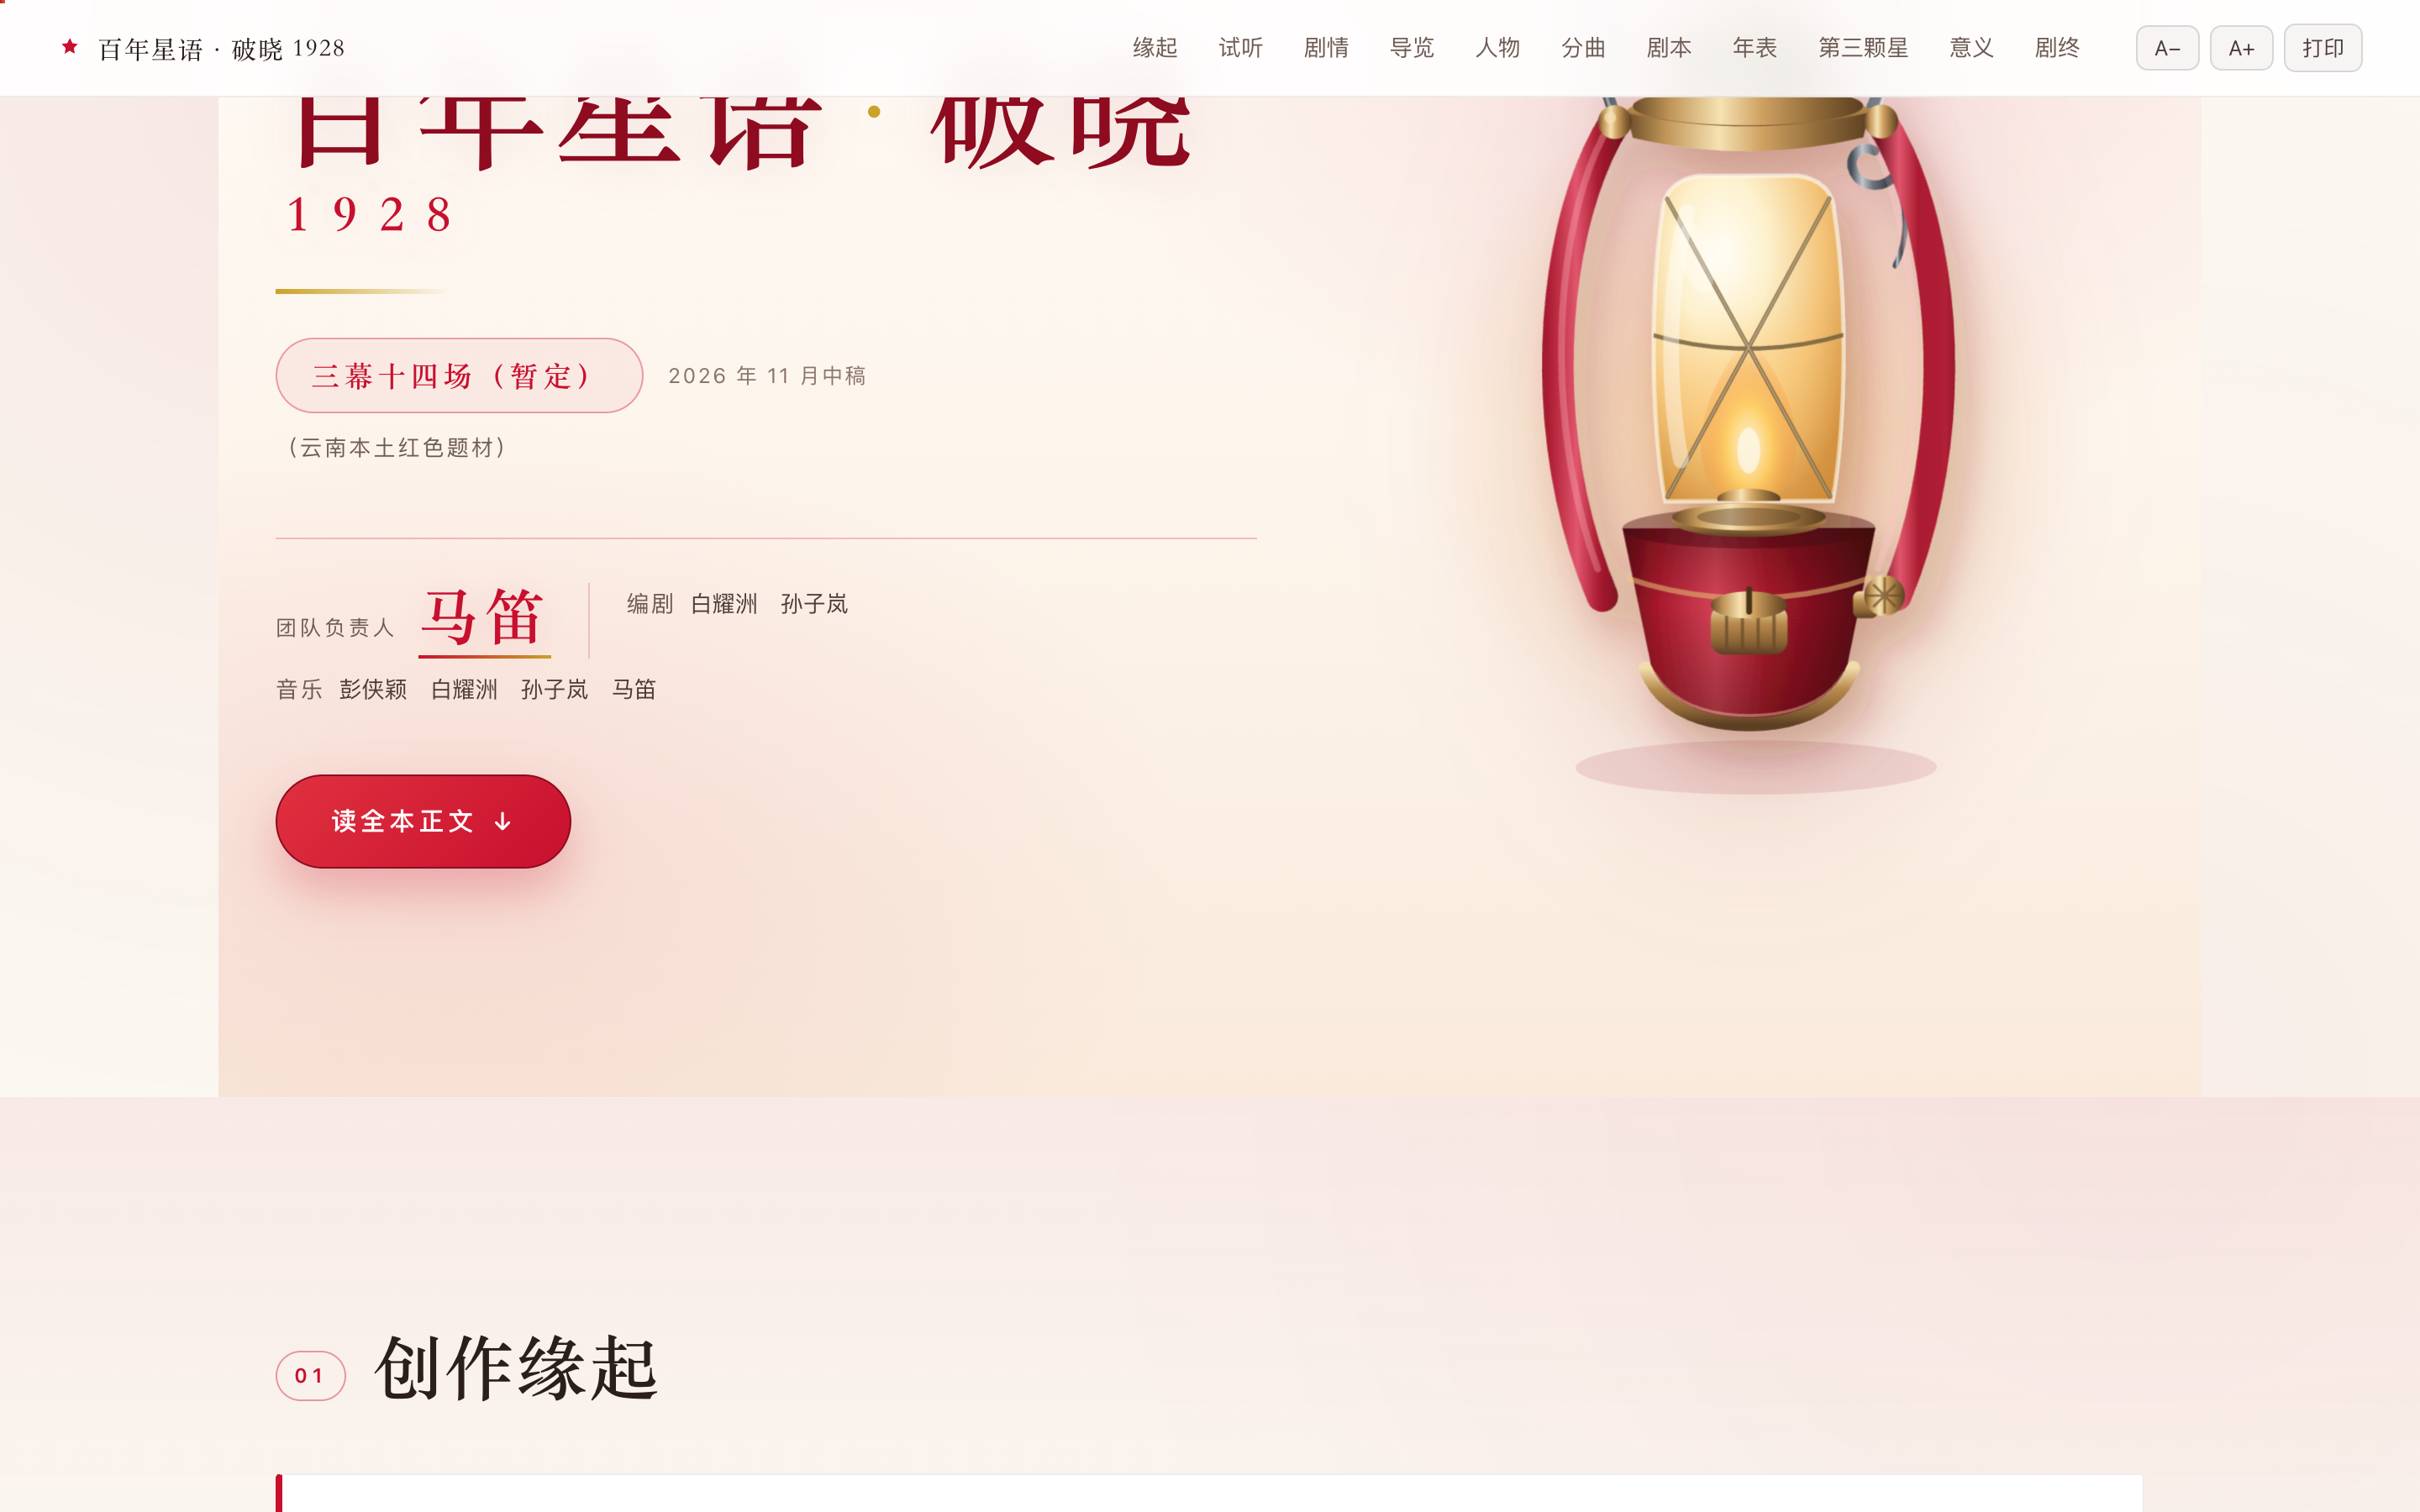 百年星语 · 破晓 1928
缘起 试听 剧情 导览 人物 分曲 剧本 年表 第三颗星 意义 剧终 A− A+ 打印
百年星语 · 破晓
1928
三幕十四场（暂定） 2026 年 11 月中稿
（云南本土红色题材）
团队负责人 马笛 编剧 白耀洲 孙子岚
音乐 彭侠颖 白耀洲 孙子岚 马笛
读全本正文 ↓
01 创作缘起